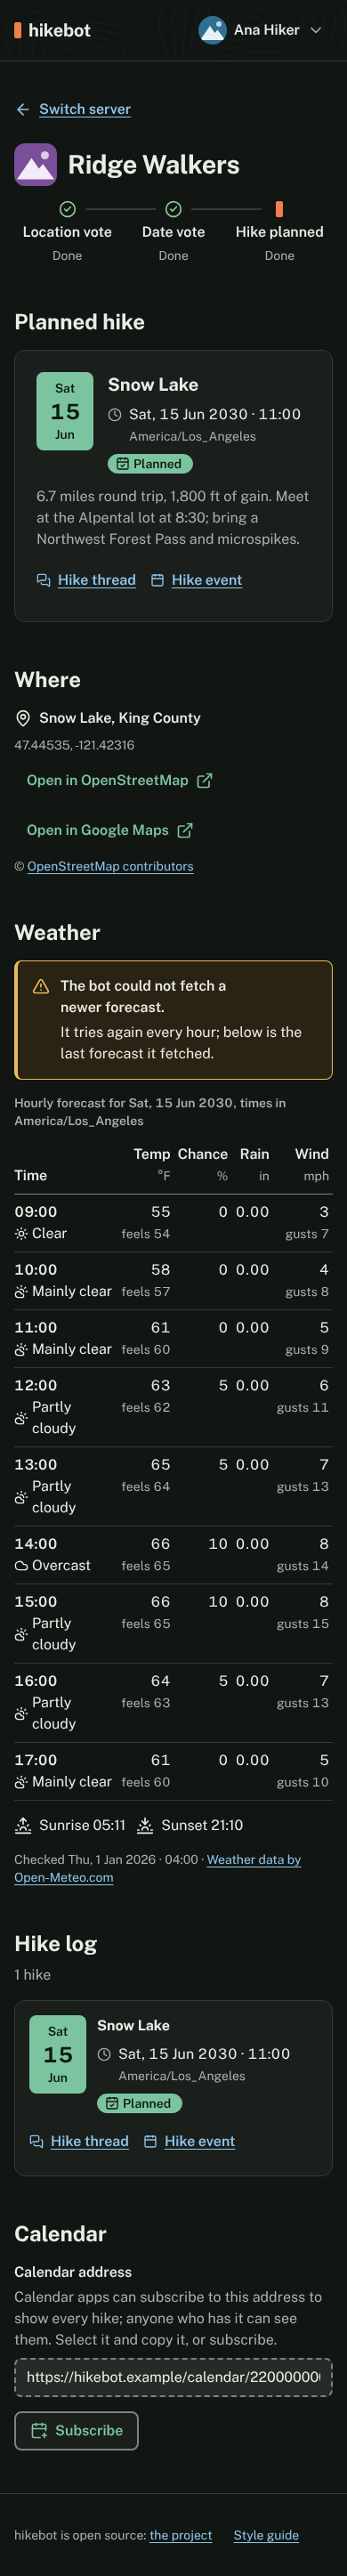 hikebot
Ana Hiker
Switch server
Ridge Walkers
Location vote
Done
Date vote
Done
Hike planned
Done
Planned hike
Sat
15
Jun
Snow Lake
Sat, 15 Jun 2030 · 11:00
America/Los_Angeles
Planned
6.7 miles round trip, 1,800 ft of gain. Meet
at the Alpental lot at 8:30; bring a
Northwest Forest Pass and microspikes.
Hike thread
Hike event
Where
Snow Lake, King County
47.44535, -121.42316
Open in OpenStreetMap
Open in Google Maps
© OpenStreetMap contributors
Weather
The bot could not fetch a
newer forecast.
It tries again every hour; below is the
last forecast it fetched.
Hourly forecast for Sat, 15 Jun 2030, times in
America/Los_Angeles
Time Temp °F Chance % Rain in Wind mph
09:00 55 0 0.00 3
Clear feels 54 gusts 7
10:00 58 0 0.00 4
Mainly clear feels 57 gusts 8
11:00 61 0 0.00 5
Mainly clear feels 60 gusts 9
12:00 63 5 0.00 6
Partly cloudy feels 62 gusts 11
13:00 65 5 0.00 7
Partly cloudy feels 64 gusts 13
14:00 66 10 0.00 8
Overcast feels 65 gusts 14
15:00 66 10 0.00 8
Partly cloudy feels 65 gusts 15
16:00 64 5 0.00 7
Partly cloudy feels 63 gusts 13
17:00 61 0 0.00 5
Mainly clear feels 60 gusts 10
Sunrise 05:11 Sunset 21:10
Checked Thu, 1 Jan 2026 · 04:00 · Weather data by
Open-Meteo.com
Hike log
1 hike
Sat
15
Jun
Snow Lake
Sat, 15 Jun 2030 · 11:00
America/Los_Angeles
Planned
Hike thread
Hike event
Calendar
Calendar address
Calendar apps can subscribe to this address to
show every hike; anyone who has it can see
them. Select it and copy it, or subscribe.
https://hikebot.example/calendar/22000000
Subscribe
hikebot is open source: the project
Style guide